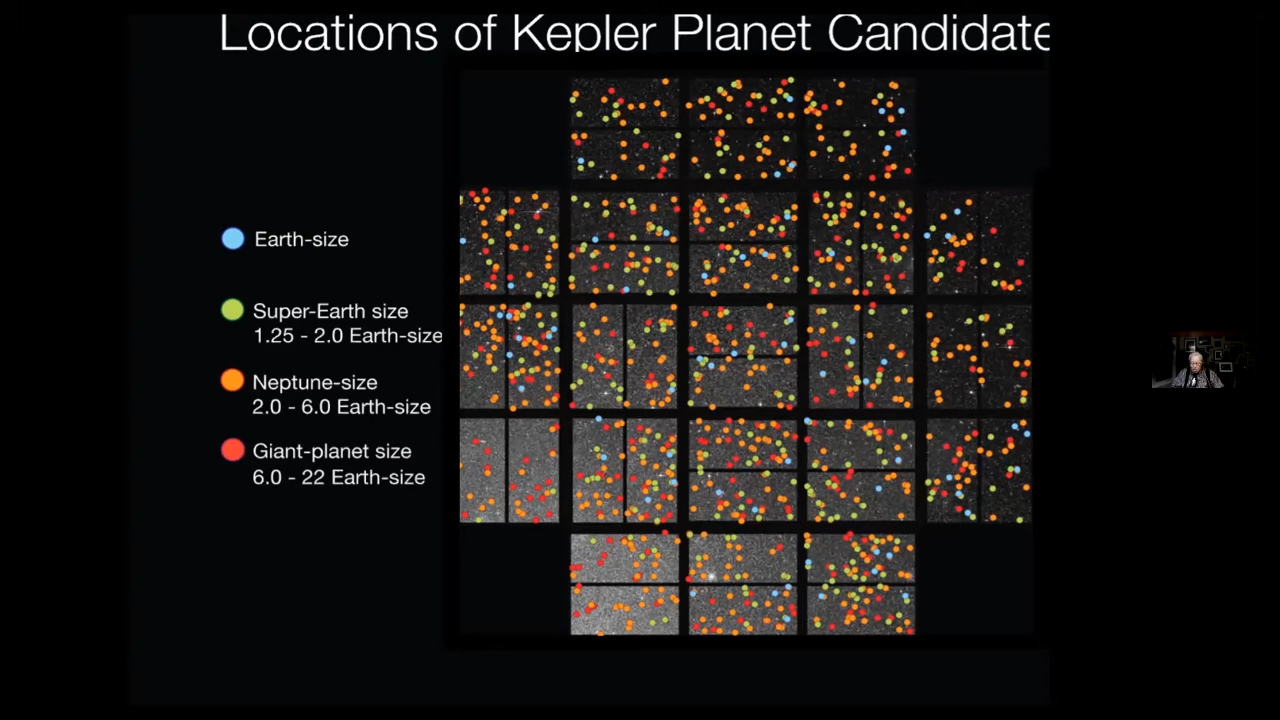 Locations of Kepler Planet Candidate
Earth-size
Super-Earth size
1.25 - 2.0 Earth-size
Neptune-size
2.0 - 6.0 Earth-size
Giant-planet size
6.0 - 22 Earth-size